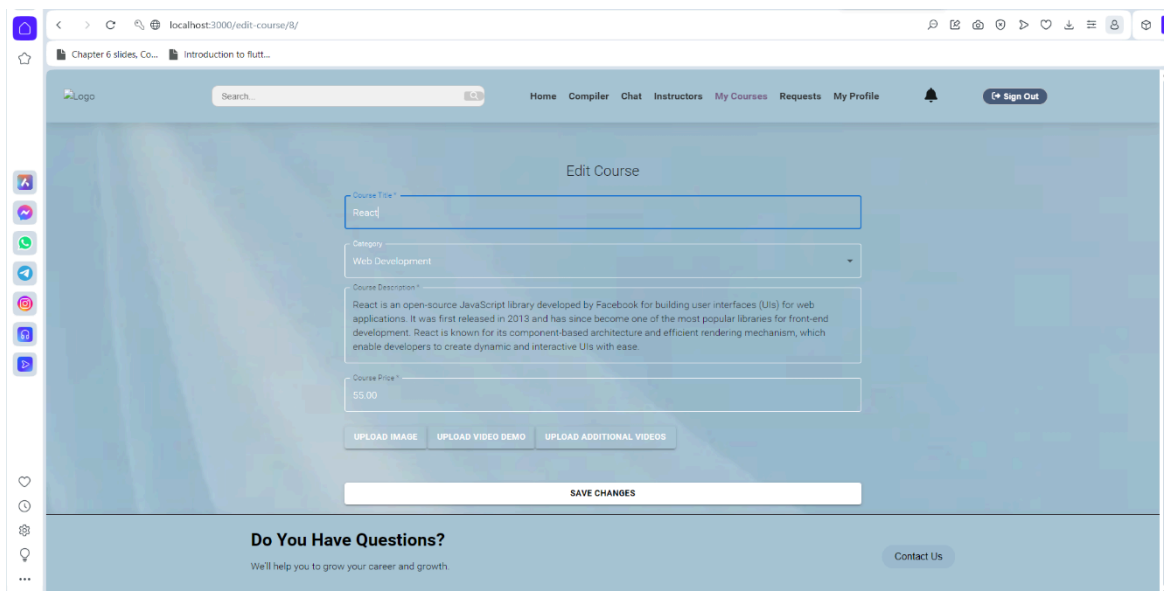 localhost:3000/edit-course/8/
Chapter 6 slides, Co... Introduction to flutt...
Logo Search... Home Compiler Chat Instructors My Courses Requests My Profile Sign Out
Edit Course
Course Title *
React
Category
Web Development
Course Description *
React is an open-source JavaScript library developed by Facebook for building user interfaces (UIs) for web
applications. It was first released in 2013 and has since become one of the most popular libraries for front-end
development. React is known for its component-based architecture and efficient rendering mechanism, which
enable developers to create dynamic and interactive UIs with ease.
Course Price *
55.00
UPLOAD IMAGE UPLOAD VIDEO DEMO UPLOAD ADDITIONAL VIDEOS
SAVE CHANGES
Do You Have Questions?
We'll help you to grow your career and growth.
Contact Us